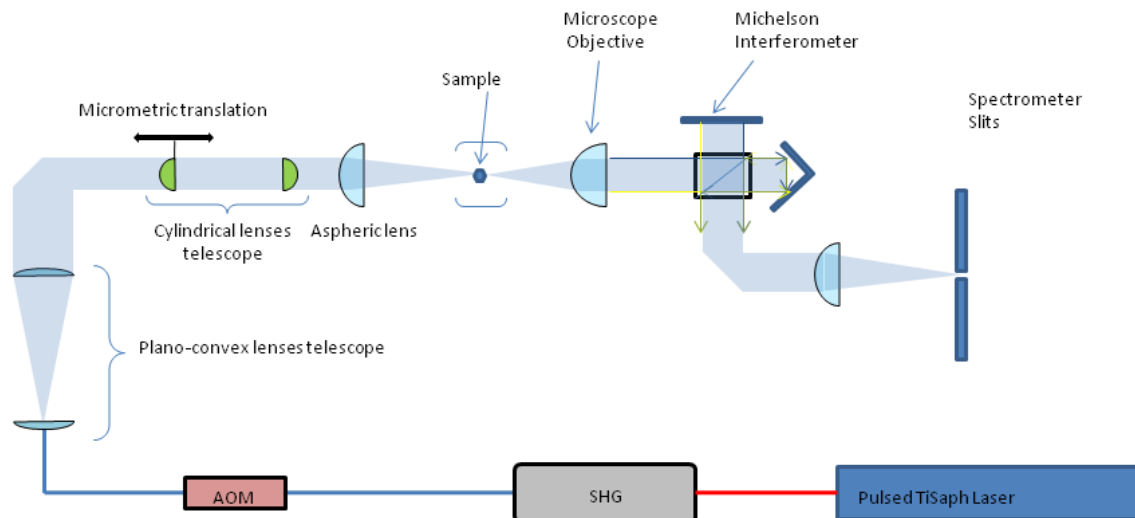 Microscope
Objective
Michelson
Interferometer
Sample
Spectrometer
Slits
Micrometric translation
Cylindrical lenses
telescope
Aspheric lens
Plano-convex lenses telescope
AOM
SHG
Pulsed TiSaph Laser